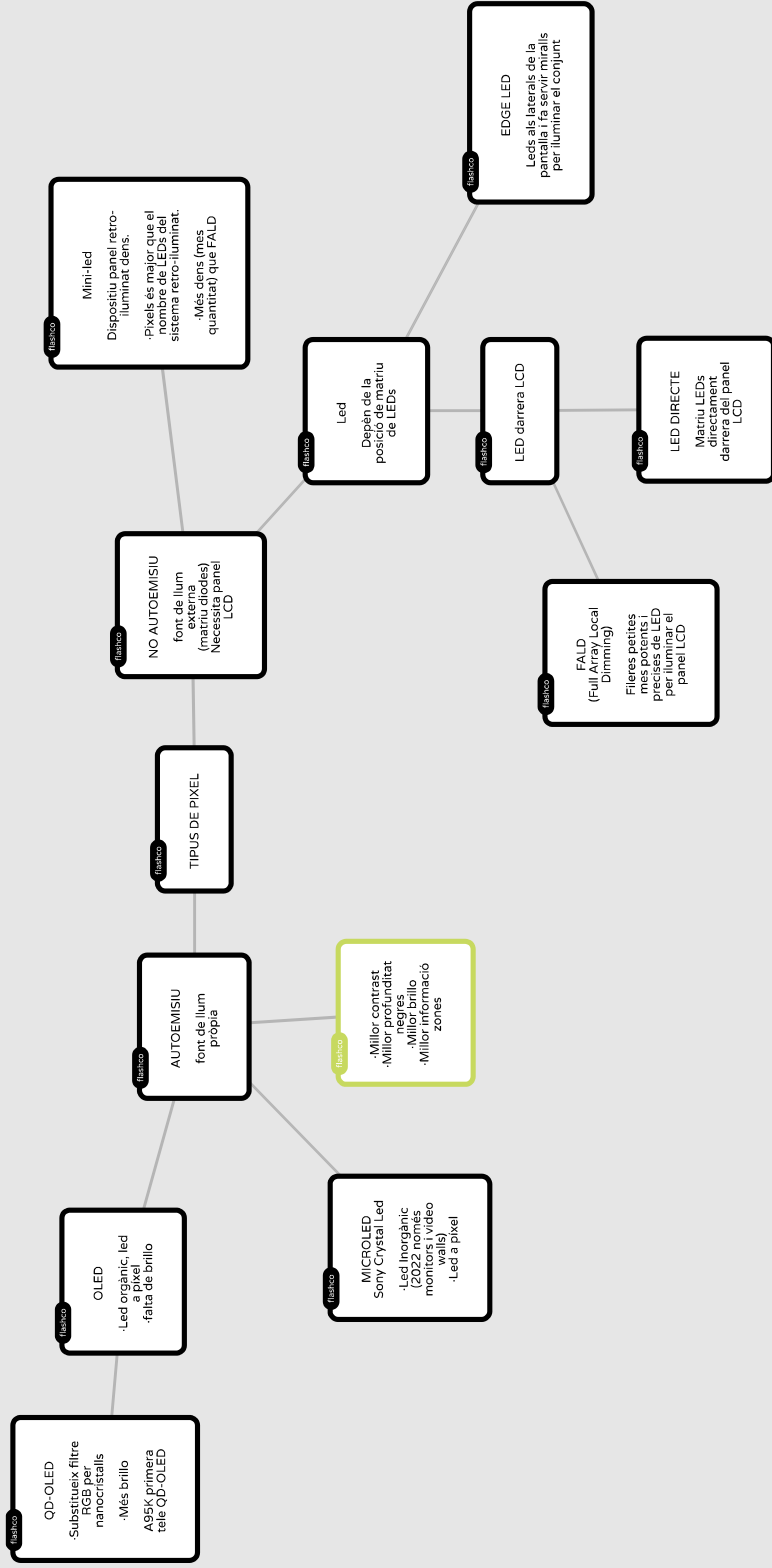 flashco
QD-OLED
·Substitueix filtre
RGB per
nanocristalls
·Més brillo
A95K primera
tele QD-OLED
flashco
OLED
·Led orgànic, led
a pixel
·falta de brillo
flashco
MICROLED
Sony Crystal Led
·Led Inorgànic
(2022 només
monitors i video
walls)
·Led a pixel
flashco
AUTOEMISIU
font de llum
pròpia
flashco
·Millor contrast
·Millor profunditat
negres
·Millor brillo
·Millor informació
zones
flashco
TIPUS DE PIXEL
flashco
NO AUTOEMISIU
font de llum
externa
(matriu diodes)
Necessita panel
LCD
flashco
Mini-led
Dispositiu panel retro-
iluminat dens.
·Pixels és major que el
nombre de LEDs del
sistema retro-iluminat.
·Més dens (mes
quantitat) que FALD
flashco
Led
Depèn de la
posició de matriu
de LEDs
flashco
LED darrera LCD
flashco
FALD
(Full Array Local
Dimming)
Fileres petites
mes potents i
precises de LED
per iluminar el
panel LCD
flashco
LED DIRECTE
Matriu LEDs
directament
darrera del panel
LCD
flashco
EDGE LED
Leds als laterals de la
pantalla i fa servir miralls
per iluminar el conjunt